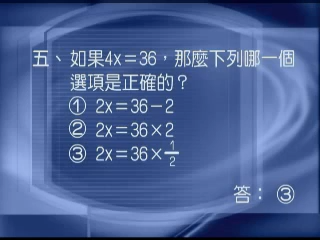 五、如果4x＝36，那麼下列哪一個
選項是正確的？
① 2x＝36－2
② 2x＝36×2
③ 2x＝36×1/2
答：③